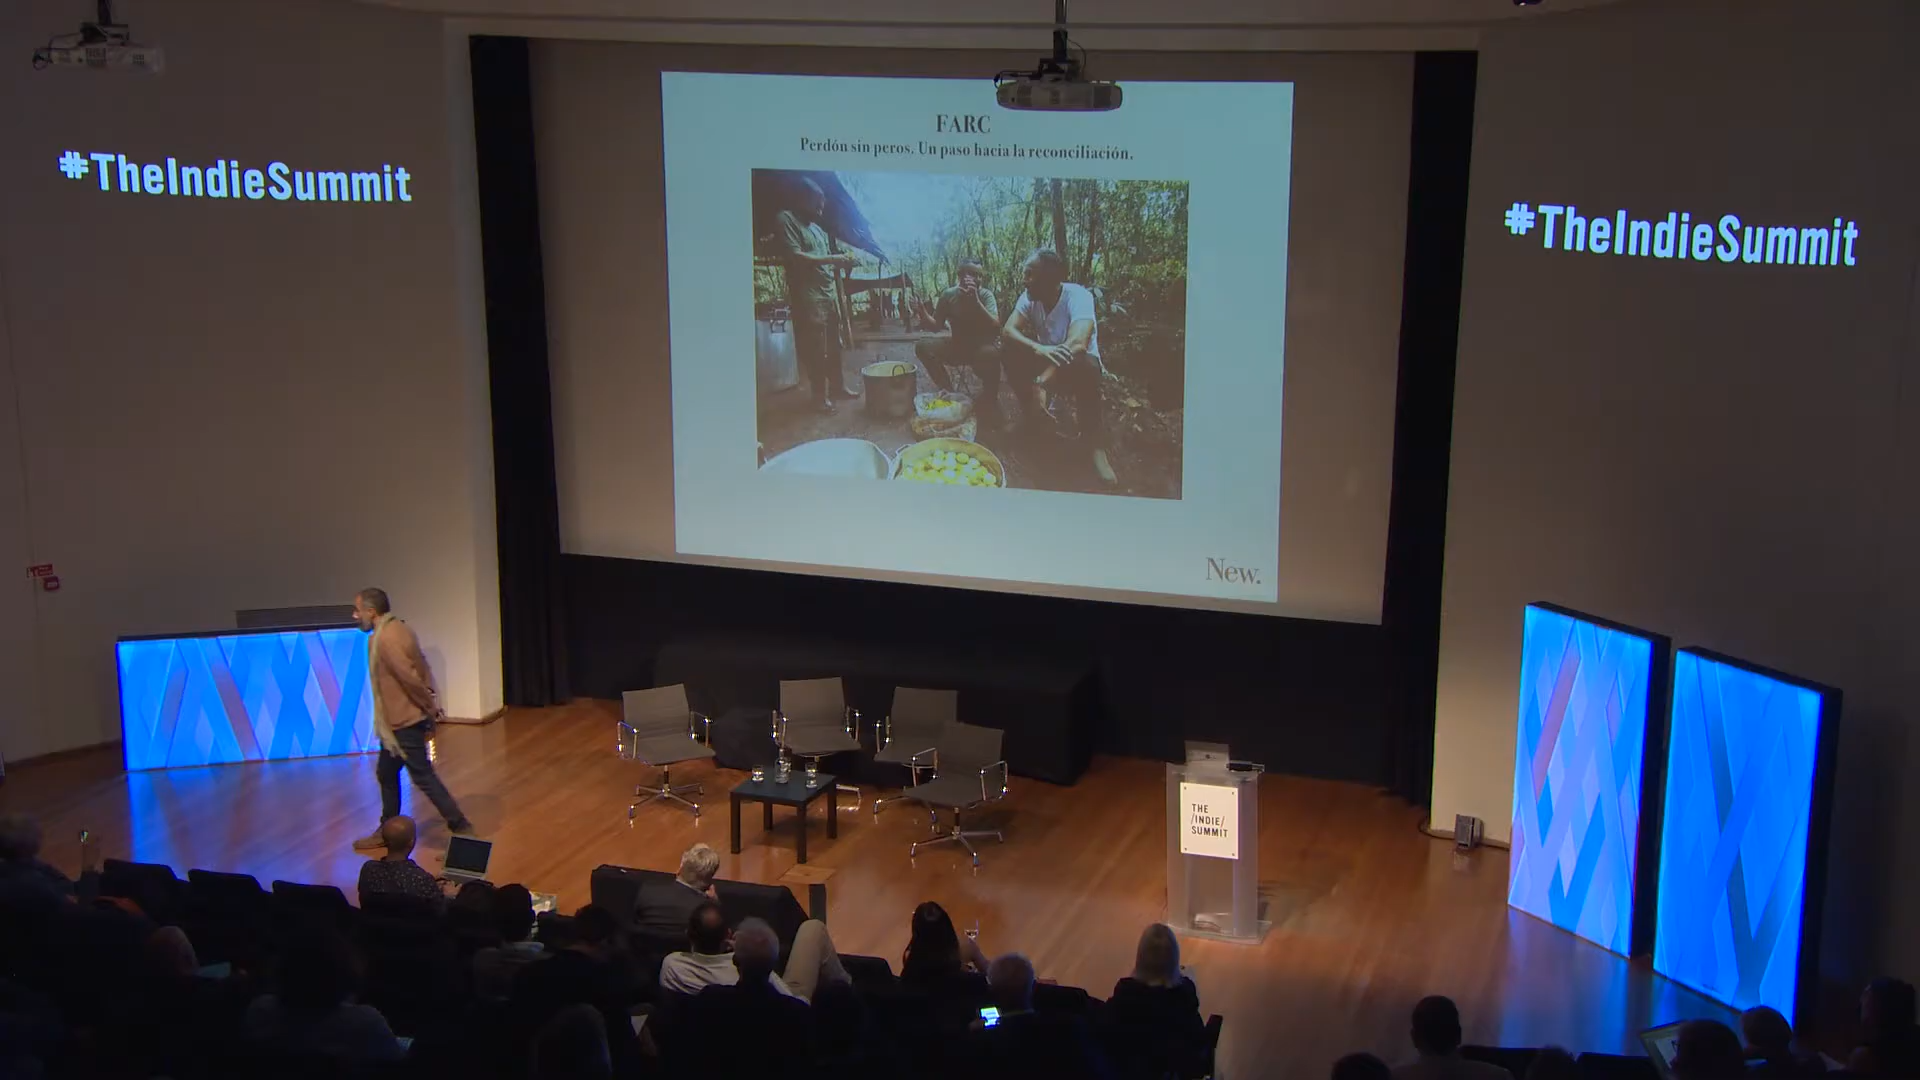 #TheIndieSummit
FARC
Perdón sin peros. Un paso hacia la reconciliación.
New.
#TheIndieSummit
THE
/INDIE/
SUMMIT